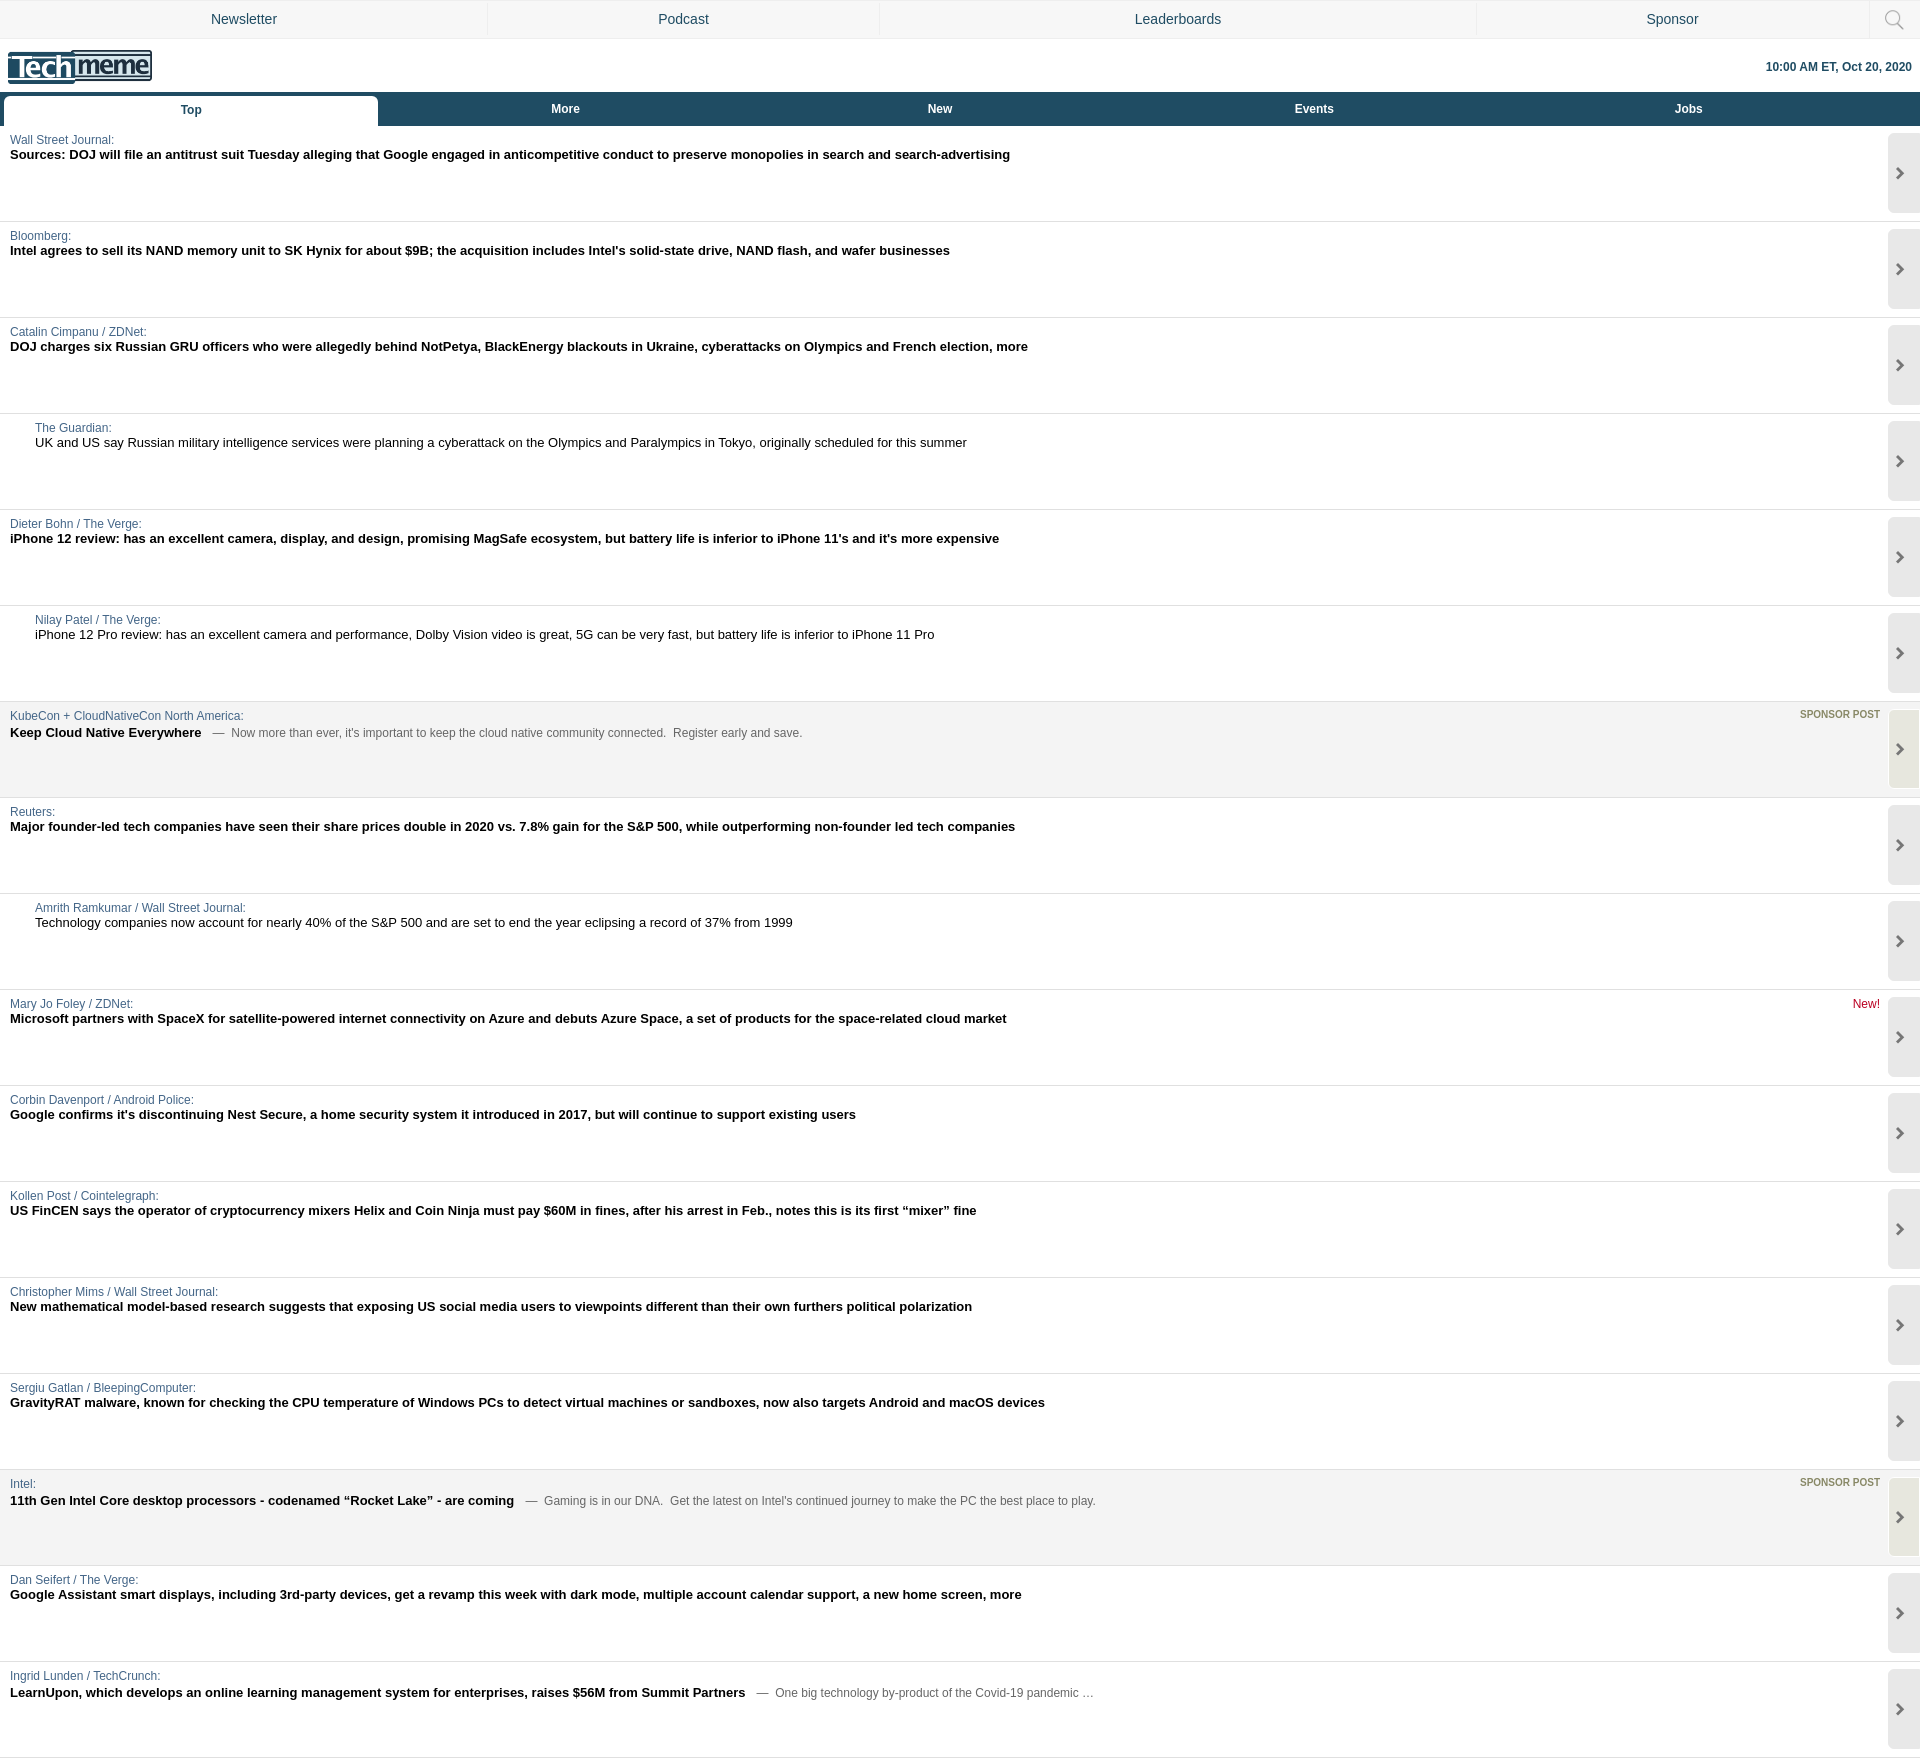 Newsletter
Podcast
Leaderboards
Sponsor
Techmeme
10:00 AM ET, Oct 20, 2020
Top
More
New
Events
Jobs
Wall Street Journal:
Sources: DOJ will file an antitrust suit Tuesday alleging that Google engaged in anticompetitive conduct to preserve monopolies in search and search-advertising
Bloomberg:
Intel agrees to sell its NAND memory unit to SK Hynix for about $9B; the acquisition includes Intel's solid-state drive, NAND flash, and wafer businesses
Catalin Cimpanu / ZDNet:
DOJ charges six Russian GRU officers who were allegedly behind NotPetya, BlackEnergy blackouts in Ukraine, cyberattacks on Olympics and French election, more
The Guardian:
UK and US say Russian military intelligence services were planning a cyberattack on the Olympics and Paralympics in Tokyo, originally scheduled for this summer
Dieter Bohn / The Verge:
iPhone 12 review: has an excellent camera, display, and design, promising MagSafe ecosystem, but battery life is inferior to iPhone 11's and it's more expensive
Nilay Patel / The Verge:
iPhone 12 Pro review: has an excellent camera and performance, Dolby Vision video is great, 5G can be very fast, but battery life is inferior to iPhone 11 Pro
KubeCon + CloudNativeCon North America:
SPONSOR POST
Keep Cloud Native Everywhere — Now more than ever, it's important to keep the cloud native community connected. Register early and save.
Reuters:
Major founder-led tech companies have seen their share prices double in 2020 vs. 7.8% gain for the S&P 500, while outperforming non-founder led tech companies
Amrith Ramkumar / Wall Street Journal:
Technology companies now account for nearly 40% of the S&P 500 and are set to end the year eclipsing a record of 37% from 1999
Mary Jo Foley / ZDNet:
New!
Microsoft partners with SpaceX for satellite-powered internet connectivity on Azure and debuts Azure Space, a set of products for the space-related cloud market
Corbin Davenport / Android Police:
Google confirms it's discontinuing Nest Secure, a home security system it introduced in 2017, but will continue to support existing users
Kollen Post / Cointelegraph:
US FinCEN says the operator of cryptocurrency mixers Helix and Coin Ninja must pay $60M in fines, after his arrest in Feb., notes this is its first “mixer” fine
Christopher Mims / Wall Street Journal:
New mathematical model-based research suggests that exposing US social media users to viewpoints different than their own furthers political polarization
Sergiu Gatlan / BleepingComputer:
GravityRAT malware, known for checking the CPU temperature of Windows PCs to detect virtual machines or sandboxes, now also targets Android and macOS devices
Intel:
SPONSOR POST
11th Gen Intel Core desktop processors - codenamed “Rocket Lake” - are coming — Gaming is in our DNA. Get the latest on Intel's continued journey to make the PC the best place to play.
Dan Seifert / The Verge:
Google Assistant smart displays, including 3rd-party devices, get a revamp this week with dark mode, multiple account calendar support, a new home screen, more
Ingrid Lunden / TechCrunch:
LearnUpon, which develops an online learning management system for enterprises, raises $56M from Summit Partners — One big technology by-product of the Covid-19 pandemic …